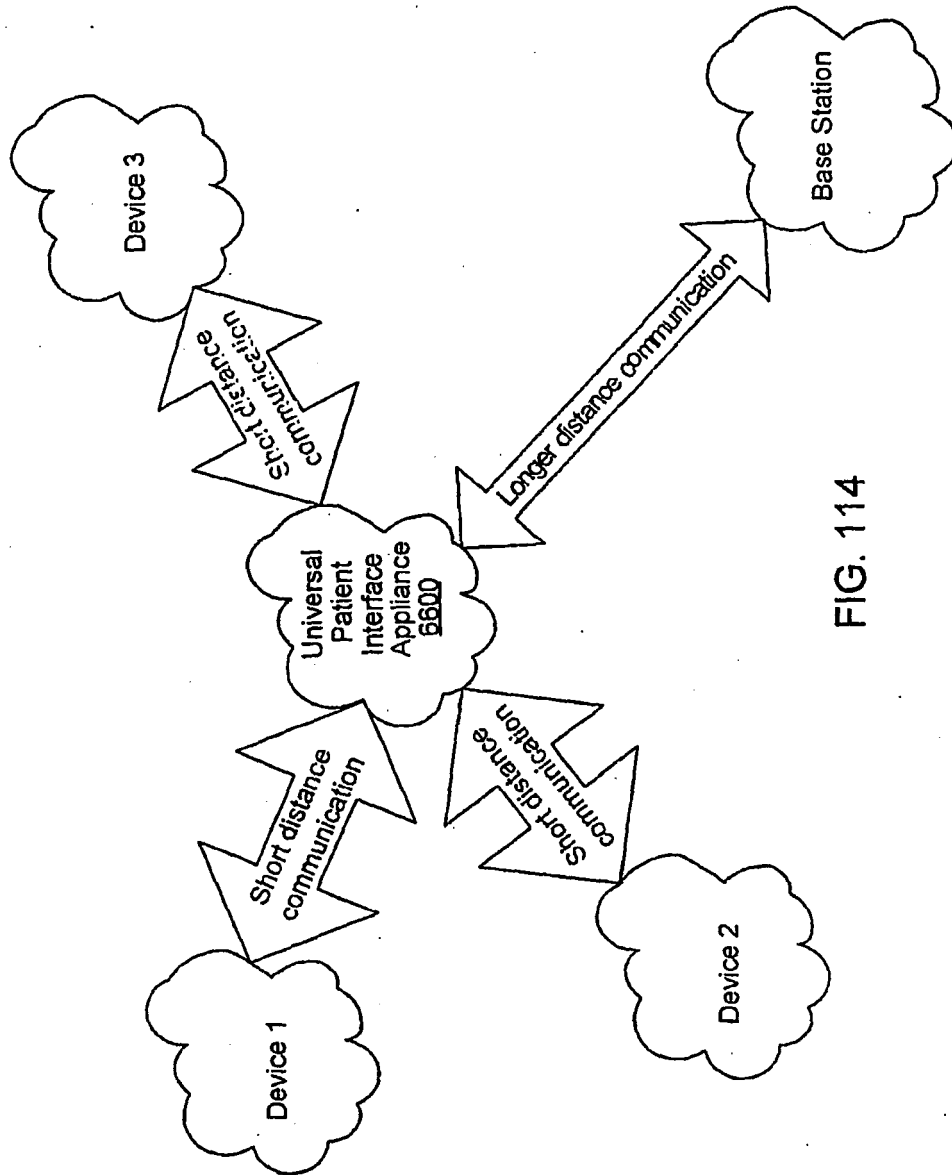 Device 3
Short distance
communication
Universal
Patient
Interface
Appliance
6600
Short distance
communication
Device 1
Short distance
communication
Device 2
Longer distance communication
Base Station
FIG. 114